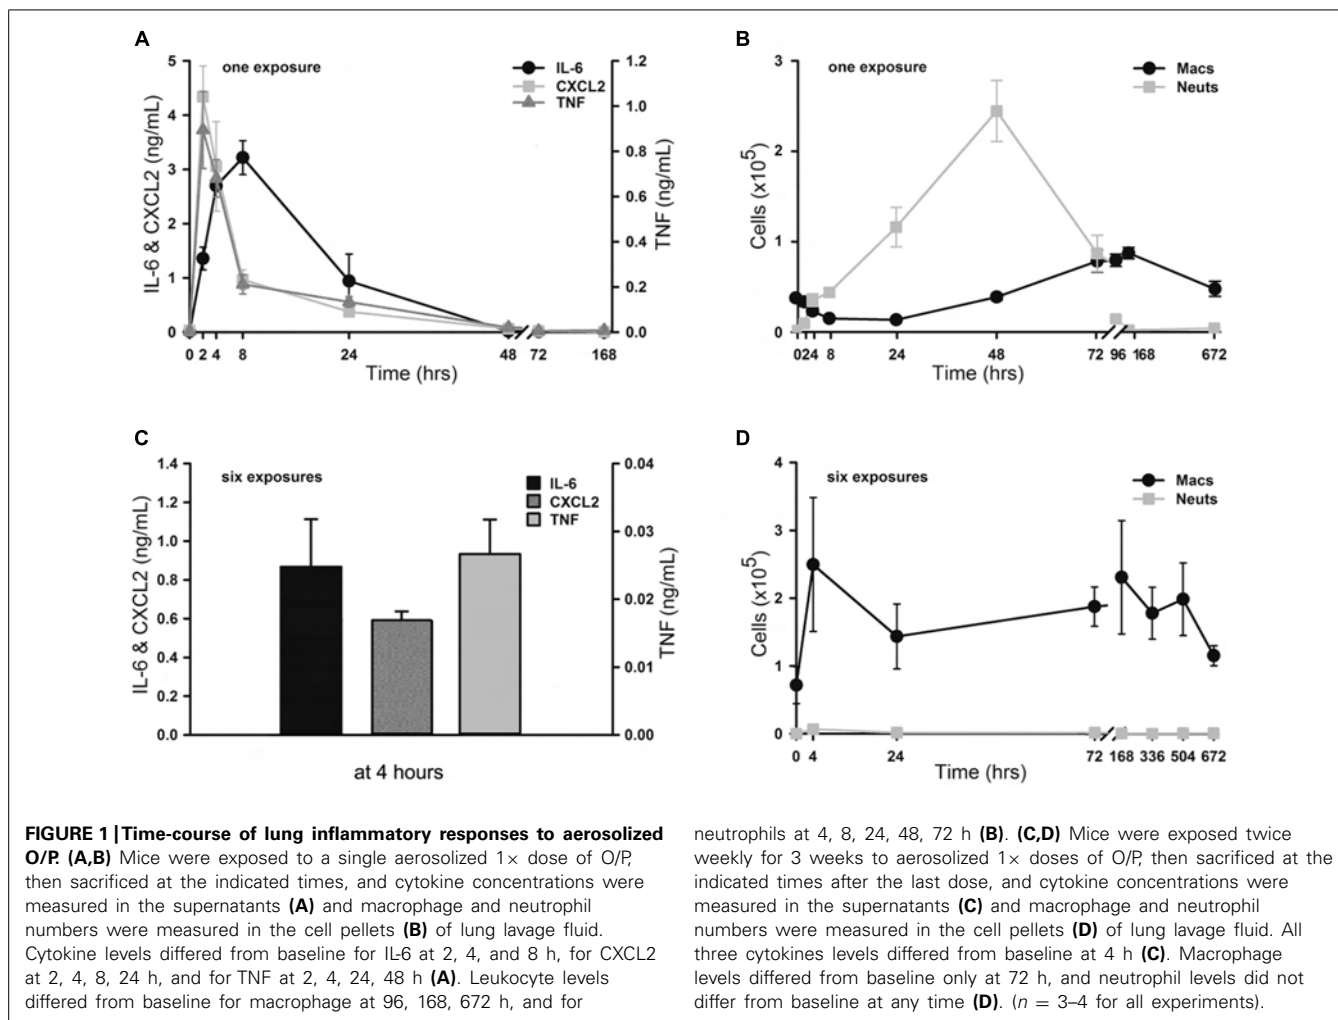 A
one exposure
IL-6
CXCL2
TNF
5
4
3
2
1
0
IL-6 & CXCL2 (ng/mL)
1.2
1.0
0.8
0.6
0.4
0.2
0.0
TNF (ng/mL)
0 2 4 8 24 48 72 168
Time (hrs)
B
one exposure
Macs
Neuts
3
2
1
0
Cells (x10⁵)
0 2 4 8 24 48 72 96 168 672
Time (hrs)
C
six exposures
IL-6
CXCL2
TNF
1.4
1.2
1.0
0.8
0.6
0.4
0.2
0.0
IL-6 & CXCL2 (ng/mL)
0.04
0.03
0.02
0.01
0.00
TNF (ng/mL)
at 4 hours
D
six exposures
Macs
Neuts
4
3
2
1
0
Cells (x10⁵)
0 4 24 72 168 336 504 672
Time (hrs)
FIGURE 1 | Time-course of lung inflammatory responses to aerosolized
O/P. (A,B) Mice were exposed to a single aerosolized 1× dose of O/P,
then sacrificed at the indicated times, and cytokine concentrations were
measured in the supernatants (A) and macrophage and neutrophil
numbers were measured in the cell pellets (B) of lung lavage fluid.
Cytokine levels differed from baseline for IL-6 at 2, 4, and 8 h, for CXCL2
at 2, 4, 8, 24 h, and for TNF at 2, 4, 24, 48 h (A). Leukocyte levels
differed from baseline for macrophage at 96, 168, 672 h, and for
neutrophils at 4, 8, 24, 48, 72 h (B). (C,D) Mice were exposed twice
weekly for 3 weeks to aerosolized 1× doses of O/P, then sacrificed at the
indicated times after the last dose, and cytokine concentrations were
measured in the supernatants (C) and macrophage and neutrophil
numbers were measured in the cell pellets (D) of lung lavage fluid. All
three cytokines levels differed from baseline at 4 h (C). Macrophage
levels differed from baseline only at 72 h, and neutrophil levels did not
differ from baseline at any time (D). (n = 3–4 for all experiments).